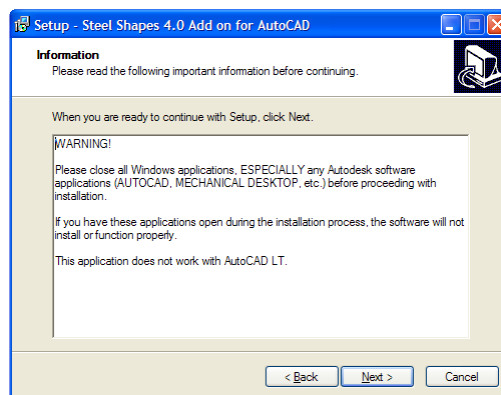 Setup - Steel Shapes 4.0 Add on for AutoCAD
Information
Please read the following important information before continuing.
When you are ready to continue with Setup, click Next.
WARNING!
Please close all Windows applications, ESPECIALLY any Autodesk software
applications (AUTOCAD, MECHANICAL DESKTOP, etc.) before proceeding with
installation.
If you have these applications open during the installation process, the software will not
install or function properly.
This application does not work with AutoCAD LT.
< Back Next > Cancel